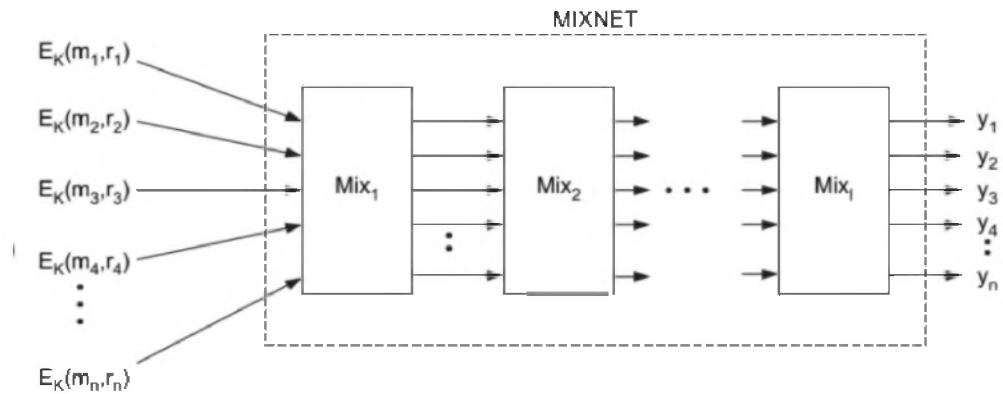 MIXNET
E_K(m_1,r_1)
E_K(m_2,r_2)
E_K(m_3,r_3)
E_K(m_4,r_4)
E_K(m_n,r_n)
Mix_1
Mix_2
Mix_l
y_1
y_2
y_3
y_4
y_n